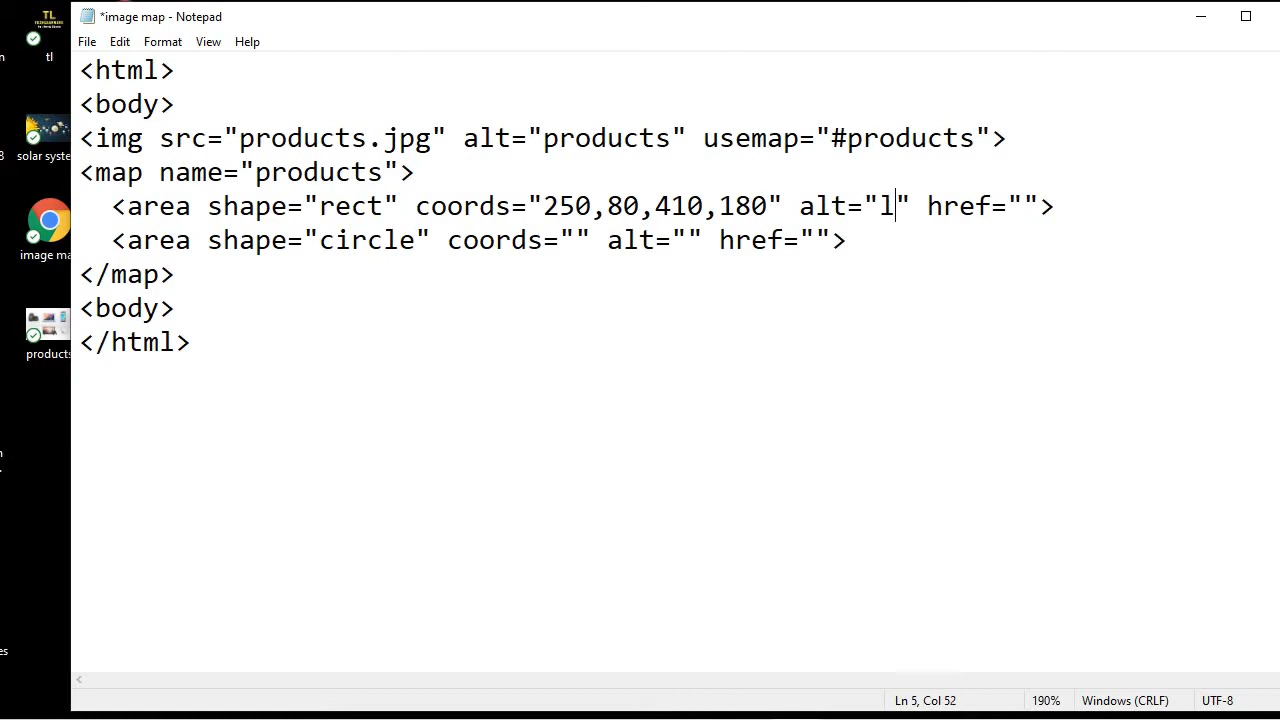 *image map - Notepad
File Edit Format View Help
<html>
<body>
<img src="products.jpg" alt="products" usemap="#products">
<map name="products">
  <area shape="rect" coords="250,80,410,180" alt="l" href="">
  <area shape="circle" coords="" alt="" href="">
</map>
<body>
</html>
TL
tl
solar syste
image ma
products
Ln 5, Col 52 190% Windows (CRLF) UTF-8